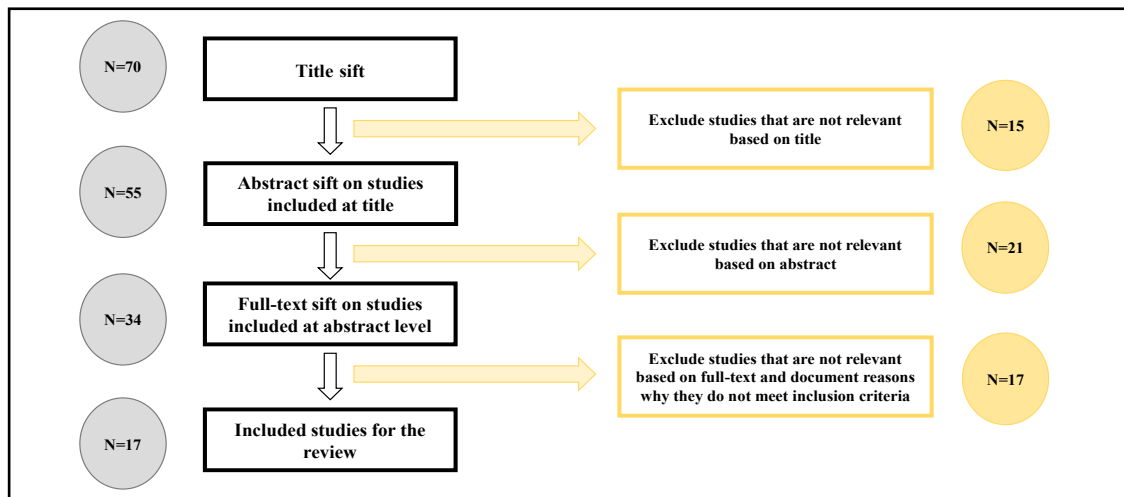 N=70
Title sift
Exclude studies that are not relevant
based on title
N=15
N=55
Abstract sift on studies
included at title
Exclude studies that are not relevant
based on abstract
N=21
N=34
Full-text sift on studies
included at abstract level
Exclude studies that are not relevant
based on full-text and document reasons
why they do not meet inclusion criteria
N=17
N=17
Included studies for the
review